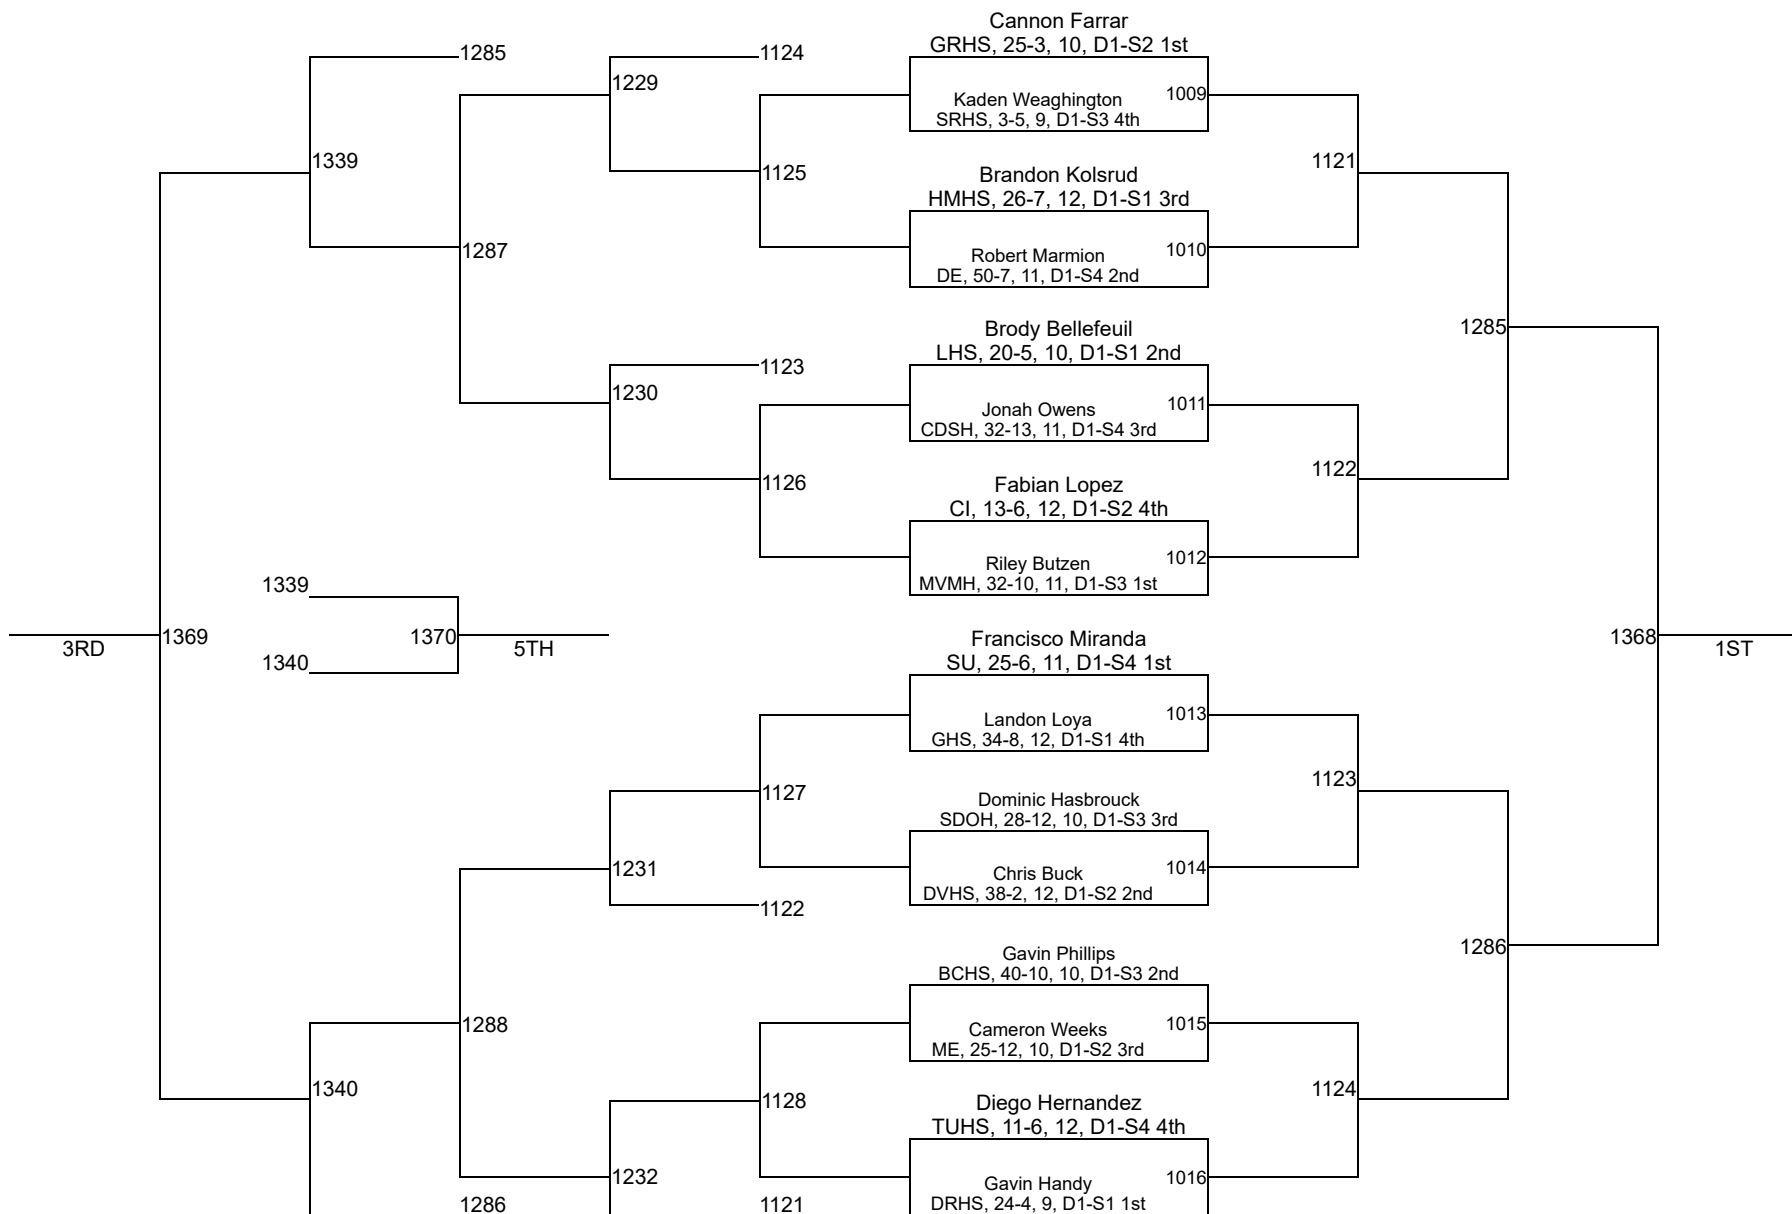 Cannon Farrar
GRHS, 25-3, 10, D1-S2 1st
1285
1124
1229
Kaden Weaghington
SRHS, 3-5, 9, D1-S3 4th
1009
1339
1125
1121
Brandon Kolsrud
HMHS, 26-7, 12, D1-S1 3rd
1287
Robert Marmion
DE, 50-7, 11, D1-S4 2nd
1010
Brody Bellefeuil
LHS, 20-5, 10, D1-S1 2nd
1285
1123
1230
Jonah Owens
CDSH, 32-13, 11, D1-S4 3rd
1011
1126
1122
Fabian Lopez
CI, 13-6, 12, D1-S2 4th
Riley Butzen
MVMH, 32-10, 11, D1-S3 1st
1012
1339
3RD
1369
1370
5TH
1368
1ST
1340
Francisco Miranda
SU, 25-6, 11, D1-S4 1st
Landon Loya
GHS, 34-8, 12, D1-S1 4th
1013
1127
1123
Dominic Hasbrouck
SDOH, 28-12, 10, D1-S3 3rd
1231
Chris Buck
DVHS, 38-2, 12, D1-S2 2nd
1014
1122
Gavin Phillips
BCHS, 40-10, 10, D1-S3 2nd
1286
1288
Cameron Weeks
ME, 25-12, 10, D1-S2 3rd
1015
1340
1128
1124
Diego Hernandez
TUHS, 11-6, 12, D1-S4 4th
1232
Gavin Handy
DRHS, 24-4, 9, D1-S1 1st
1016
1286
1121